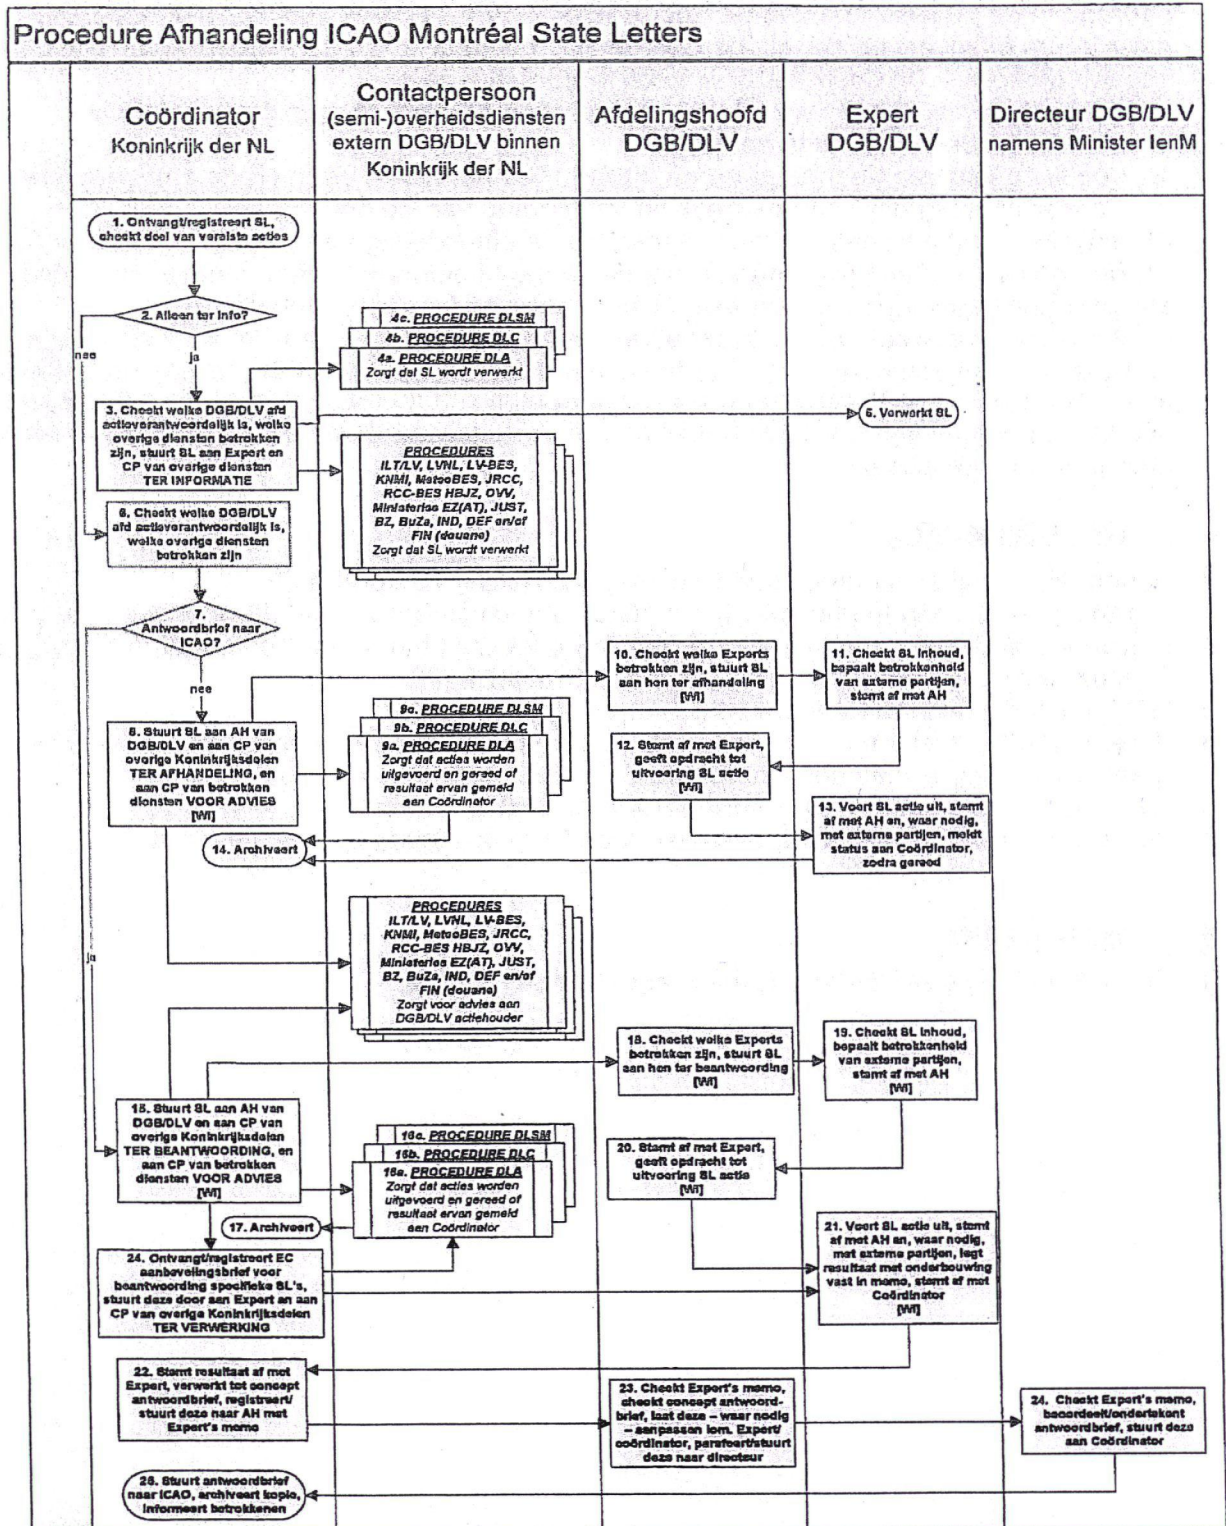 Procedure Afhandeling ICAO Montréal State Letters
Coördinator
Koninkrijk der NL
Contactpersoon
(semi-)overheidsdiensten
extern DGB/DLV binnen
Koninkrijk der NL
Afdelingshoofd
DGB/DLV
Expert
DGB/DLV
Directeur DGB/DLV
namens Minister IenM
1. Ontvangt/registreert SL,
checkt doel van vereiste acties
2. Alleen ter info?
nee
ja
4c. PROCEDURE DLSM
4b. PROCEDURE DLC
4a. PROCEDURE DLA
Zorgt dat SL wordt verwerkt
3. Checkt welke DGB/DLV afd
actieverantwoordelijk is, welke
overige diensten betrokken
zijn, stuurt SL aan Expert en
CP van overige diensten
TER INFORMATIE
5. Verwerkt SL
PROCEDURES
ILT/LV, LVNL, LV-BES,
KNMI, MeteoBES, JRCC,
RCC-BES HBJZ, OVV,
Ministeries EZ(AT), JUST,
BZ, BuZa, IND, DEF en/of
FIN (douane)
Zorgt dat SL wordt verwerkt
6. Checkt welke DGB/DLV
afd actieverantwoordelijk is,
welke overige diensten
betrokken zijn
7.
Antwoordbrief naar
ICAO?
nee
ja
10. Checkt welke Experts
betrokken zijn, stuurt SL
aan hen ter afhandeling
[WI]
11. Checkt SL inhoud,
bepaalt betrokkenheid
van externe partijen,
stemt af met AH
8. Stuurt SL aan AH van
DGB/DLV en aan CP van
overige Koninkrijksdelen
TER AFHANDELING, en
aan CP van betrokken
diensten VOOR ADVIES
[WI]
9c. PROCEDURE DLSM
9b. PROCEDURE DLC
9a. PROCEDURE DLA
Zorgt dat acties worden
uitgevoerd en gereed of
resultaat ervan gemeld
aan Coördinator
12. Stemt af met Expert,
geeft opdracht tot
uitvoering SL actie
[WI]
13. Voert SL actie uit, stemt
af met AH en, waar nodig,
met externe partijen, meldt
status aan Coördinator,
zodra gereed
14. Archiveert
PROCEDURES
ILT/LV, LVNL, LV-BES,
KNMI, MeteoBES, JRCC,
RCC-BES HBJZ, OVV,
Ministeries EZ(AT), JUST,
BZ, BuZa, IND, DEF en/of
FIN (douane)
Zorgt voor advies aan
DGB/DLV actiehouder
18. Checkt welke Experts
betrokken zijn, stuurt SL
aan hen ter beantwoording
[WI]
19. Checkt SL inhoud,
bepaalt betrokkenheid
van externe partijen,
stemt af met AH
[WI]
15. Stuurt SL aan AH van
DGB/DLV en aan CP van
overige Koninkrijksdelen
TER BEANTWOORDING, en
aan CP van betrokken
diensten VOOR ADVIES
[WI]
16c. PROCEDURE DLSM
16b. PROCEDURE DLC
16a. PROCEDURE DLA
Zorgt dat acties worden
uitgevoerd en gereed of
resultaat ervan gemeld
aan Coördinator
20. Stemt af met Expert,
geeft opdracht tot
uitvoering SL actie
[WI]
17. Archiveert
21. Voert SL actie uit, stemt
af met AH en, waar nodig,
met externe partijen, legt
resultaat met onderbouwing
vast in memo, stemt af met
Coördinator
[WI]
24. Ontvangt/registreert EC
aanbevelingsbrief voor
beantwoording specifieke SL's,
stuurt deze door aan Expert en aan
CP van overige Koninkrijksdelen
TER VERWERKING
22. Stemt resultaat af met
Expert, verwerkt tot concept
antwoordbrief, registreert/
stuurt deze naar AH met
Expert's memo
23. Checkt Expert's memo,
checkt concept antwoord-
brief, laat deze – waar nodig
– aanpassen iom. Expert/
coördinator, parafeert/stuurt
deze naar directeur
24. Checkt Expert's memo,
beoordeelt/ondertekent
antwoordbrief, stuurt deze
aan Coördinator
25. Stuurt antwoordbrief
naar ICAO, archiveert kopie,
informeert betrokkenen